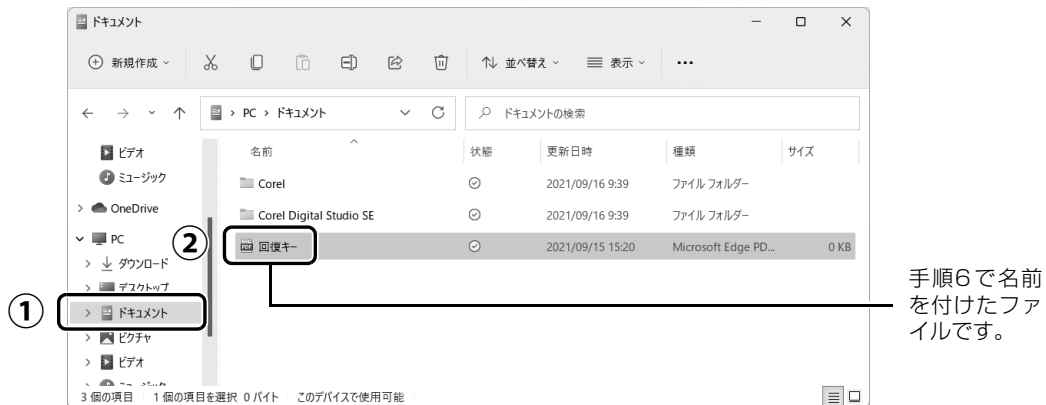 ドキュメント
新規作成
並べ替え
表示
PC > ドキュメント
ドキュメントの検索
ビデオ
ミュージック
OneDrive
PC
ダウンロード
デスクトップ
ドキュメント
ピクチャ
ビデオ
ミュージック
名前 状態 更新日時 種類 サイズ
Corel 2021/09/16 9:39 ファイル フォルダー
Corel Digital Studio SE 2021/09/16 9:39 ファイル フォルダー
回復キー 2021/09/15 15:20 Microsoft Edge PD... 0 KB
①
②
3 個の項目 1 個の項目を選択 0 バイト このデバイスで使用可能
手順6で名前
を付けたファ
イルです。